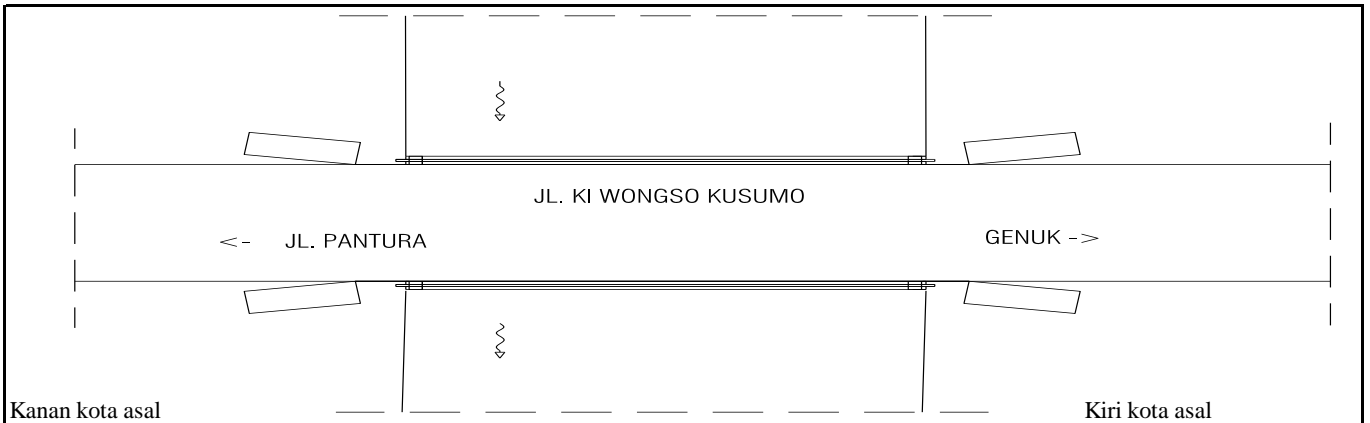 JL. KI WONGSO KUSUMO
<- JL. PANTURA
GENUK ->
Kanan kota asal
Kiri kota asal